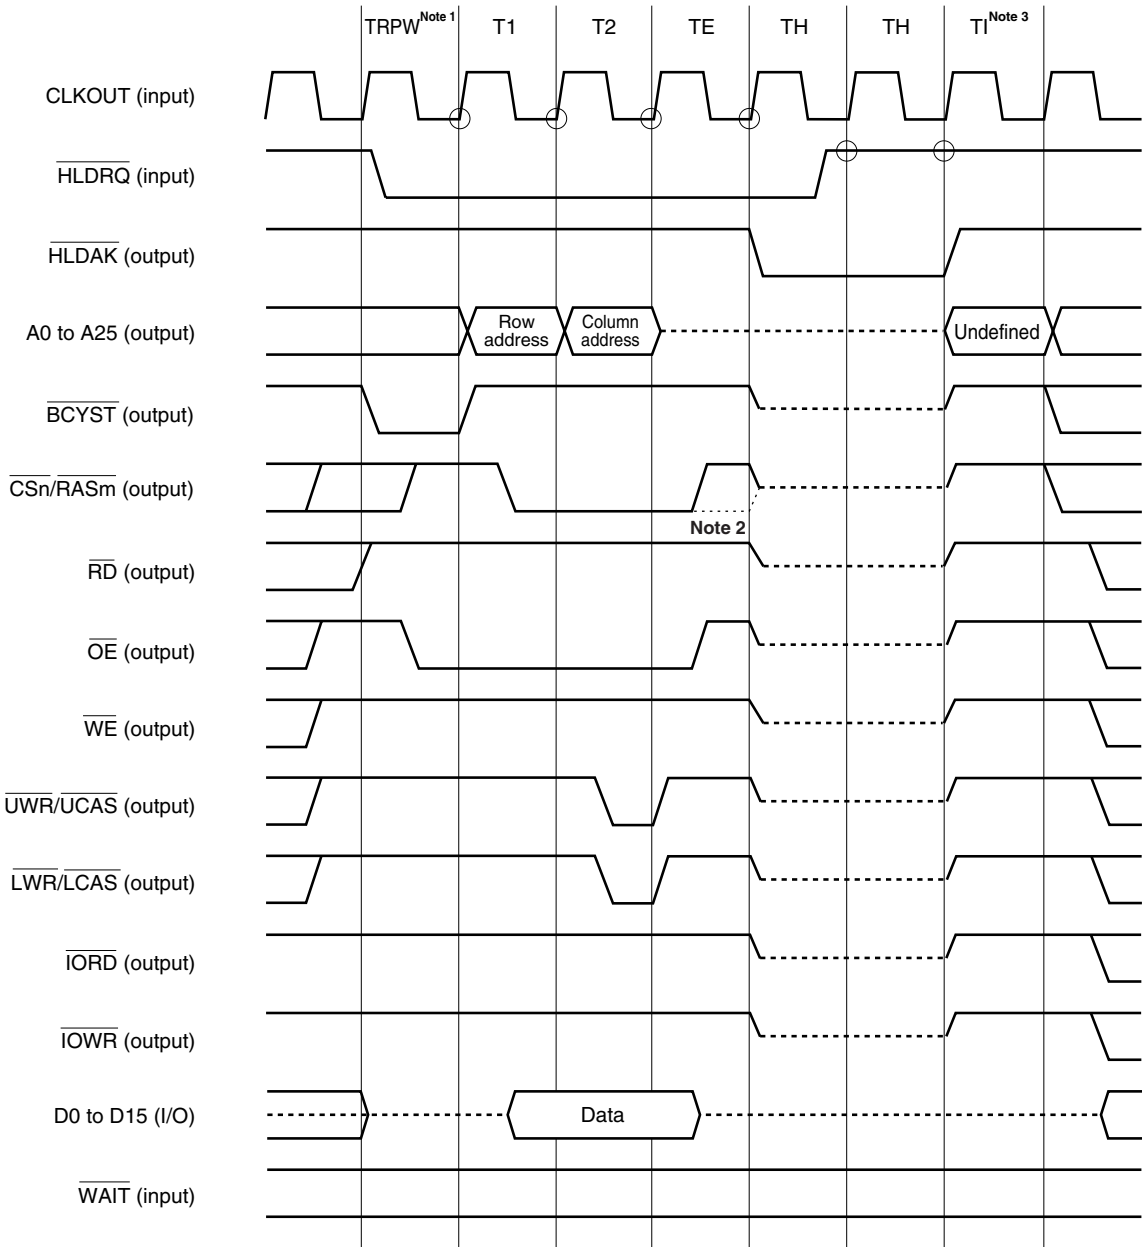 TRPW Note 1 T1 T2 TE TH TH TI Note 3
CLKOUT (input)
HLDRQ (input)
HLDAK (output)
A0 to A25 (output)
Row
address
Column
address
Undefined
BCYST (output)
CSn/RASm (output)
Note 2
RD (output)
OE (output)
WE (output)
UWR/UCAS (output)
LWR/LCAS (output)
IORD (output)
IOWR (output)
D0 to D15 (I/O)
Data
WAIT (input)